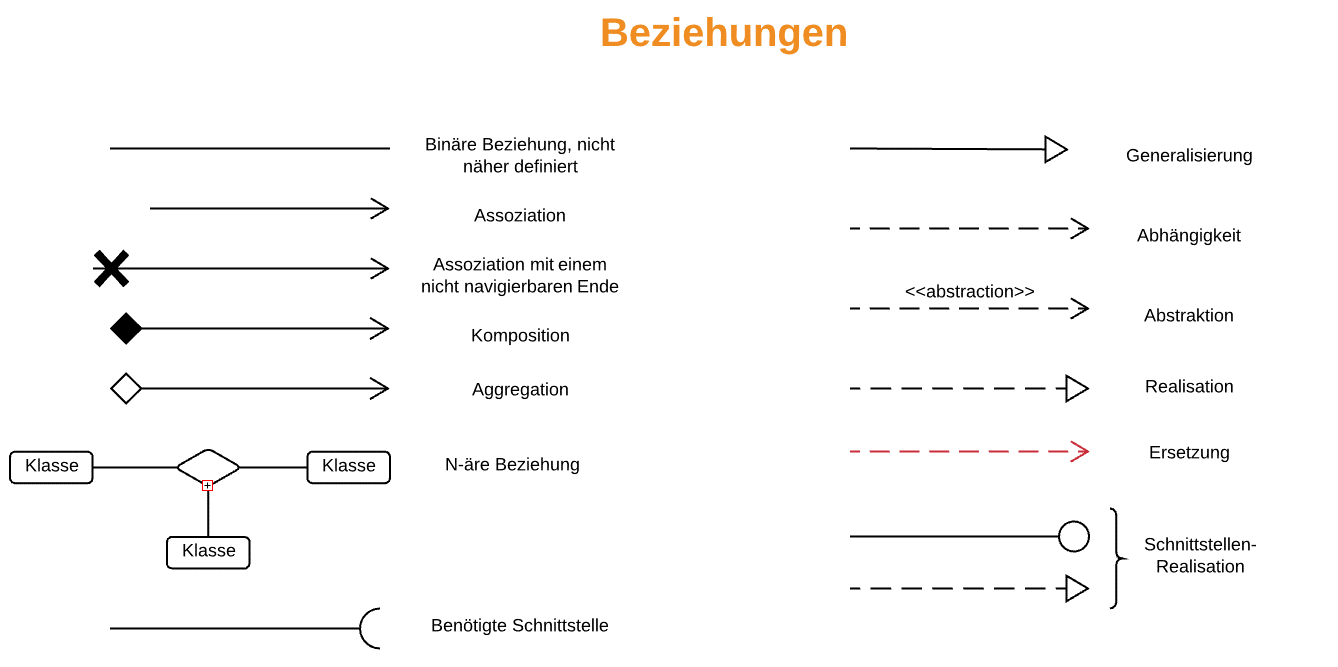 Beziehungen
Binäre Beziehung, nicht
näher definiert
Assoziation
Assoziation mit einem
nicht navigierbaren Ende
Komposition
Aggregation
Klasse
Klasse
N-äre Beziehung
Klasse
Benötigte Schnittstelle
Generalisierung
Abhängigkeit
<<abstraction>>
Abstraktion
Realisation
Ersetzung
Schnittstellen-
Realisation